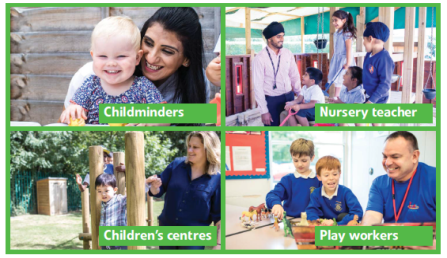 Childminders
Nursery teacher
Children's centres
Play workers